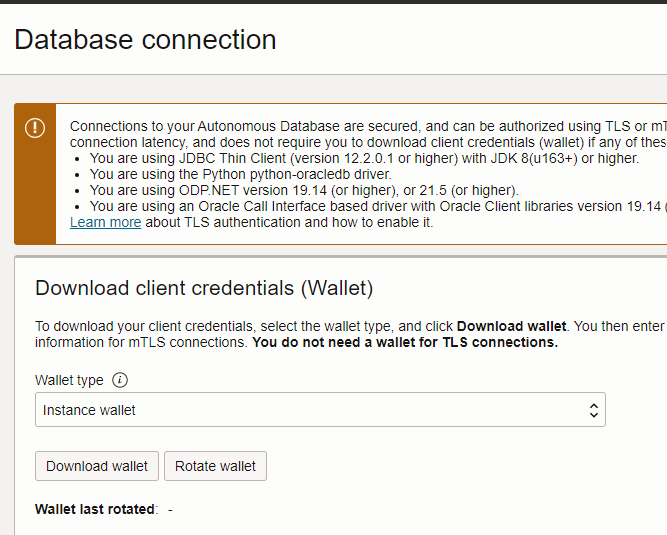 Database connection
Connections to your Autonomous Database are secured, and can be authorized using TLS or mT
connection latency, and does not require you to download client credentials (wallet) if any of thes
• You are using JDBC Thin Client (version 12.2.0.1 or higher) with JDK 8(u163+) or higher.
• You are using the Python python-oracledb driver.
• You are using ODP.NET version 19.14 (or higher), or 21.5 (or higher).
• You are using an Oracle Call Interface based driver with Oracle Client libraries version 19.14 (
Learn more about TLS authentication and how to enable it.
Download client credentials (Wallet)
To download your client credentials, select the wallet type, and click Download wallet. You then enter
information for mTLS connections. You do not need a wallet for TLS connections.
Wallet type
Instance wallet
Download wallet Rotate wallet
Wallet last rotated: -